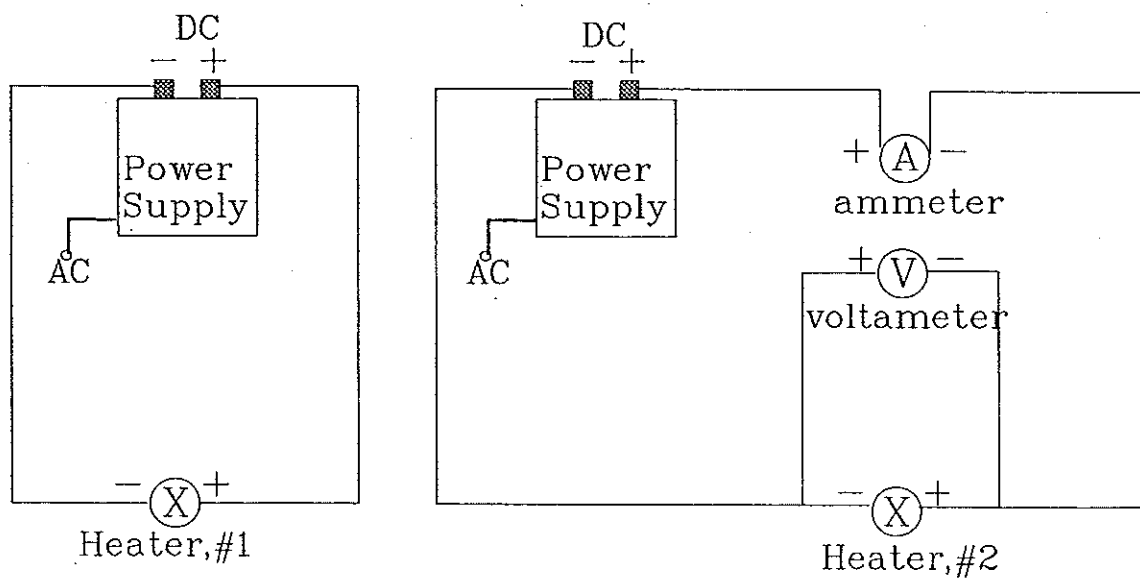 DC
− +
Power
Supply
AC
− X +
Heater,#1
DC
− +
Power
Supply
AC
+ A −
ammeter
+ V −
voltameter
− X +
Heater,#2